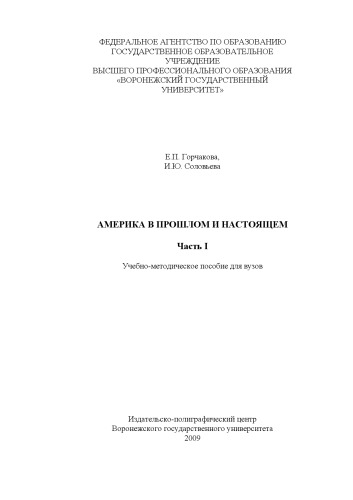 ФЕДЕРАЛЬНОЕ АГЕНТСТВО ПО ОБРАЗОВАНИЮ
ГОСУДАРСТВЕННОЕ ОБРАЗОВАТЕЛЬНОЕ
УЧРЕЖДЕНИЕ
ВЫСШЕГО ПРОФЕССИОНАЛЬНОГО ОБРАЗОВАНИЯ
«ВОРОНЕЖСКИЙ ГОСУДАРСТВЕННЫЙ
УНИВЕРСИТЕТ»
Е.П. Горчакова,
И.Ю. Соловьева
АМЕРИКА В ПРОШЛОМ И НАСТОЯЩЕМ
Часть 1
Учебно-методическое пособие для вузов
Издательско-полиграфический центр
Воронежского государственного университета
2009